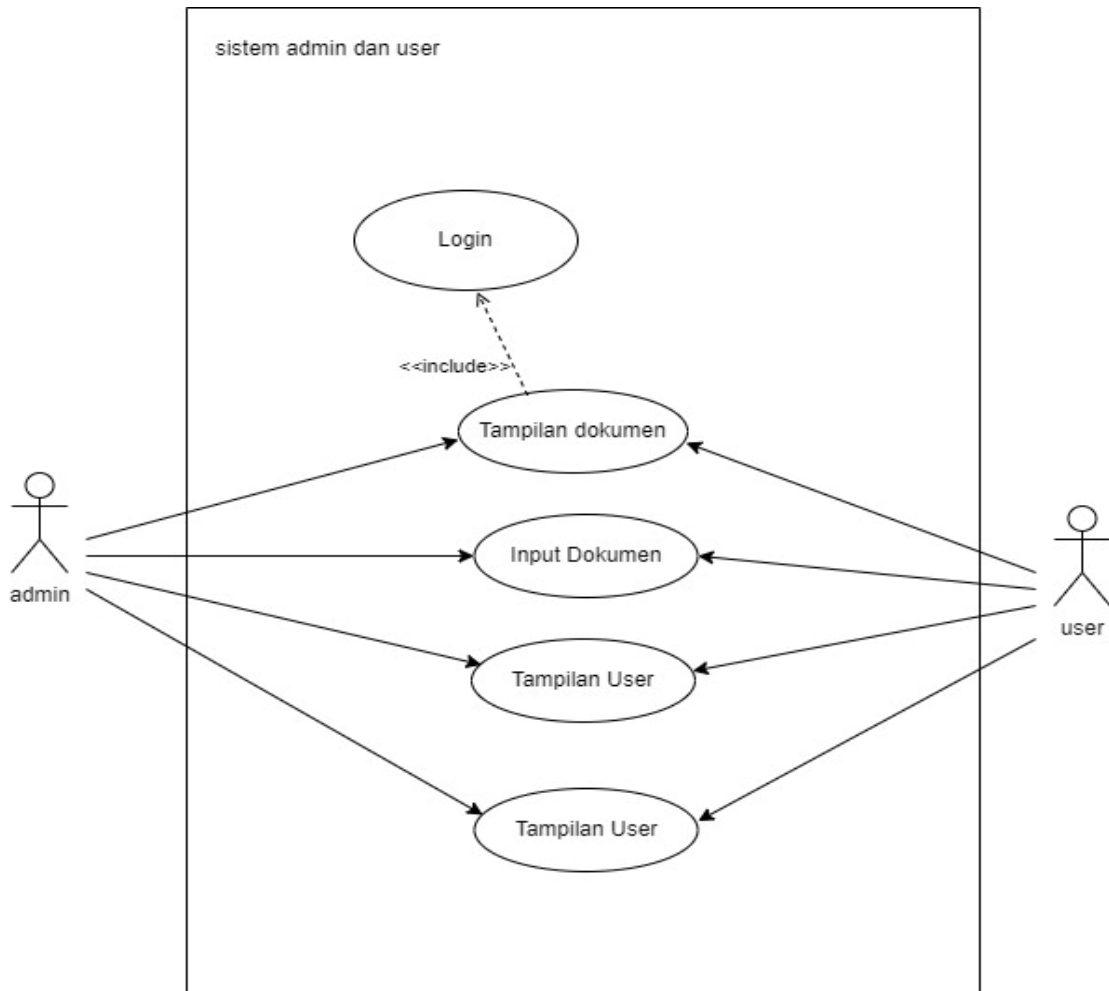 sistem admin dan user
Login
<<include>>
Tampilan dokumen
admin
Input Dokumen
user
Tampilan User
Tampilan User